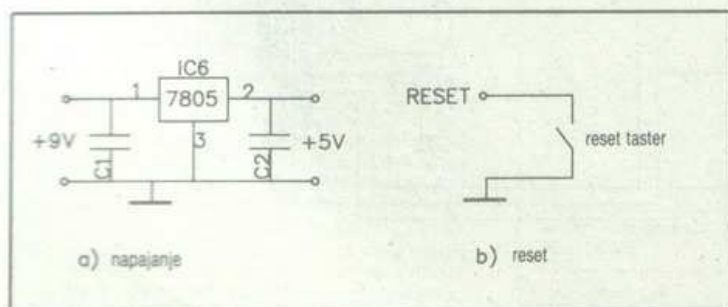 IC6
1
7805
2
3
+9V
C1
C2
+5V
a) napajanje
RESET
reset taster
b) reset